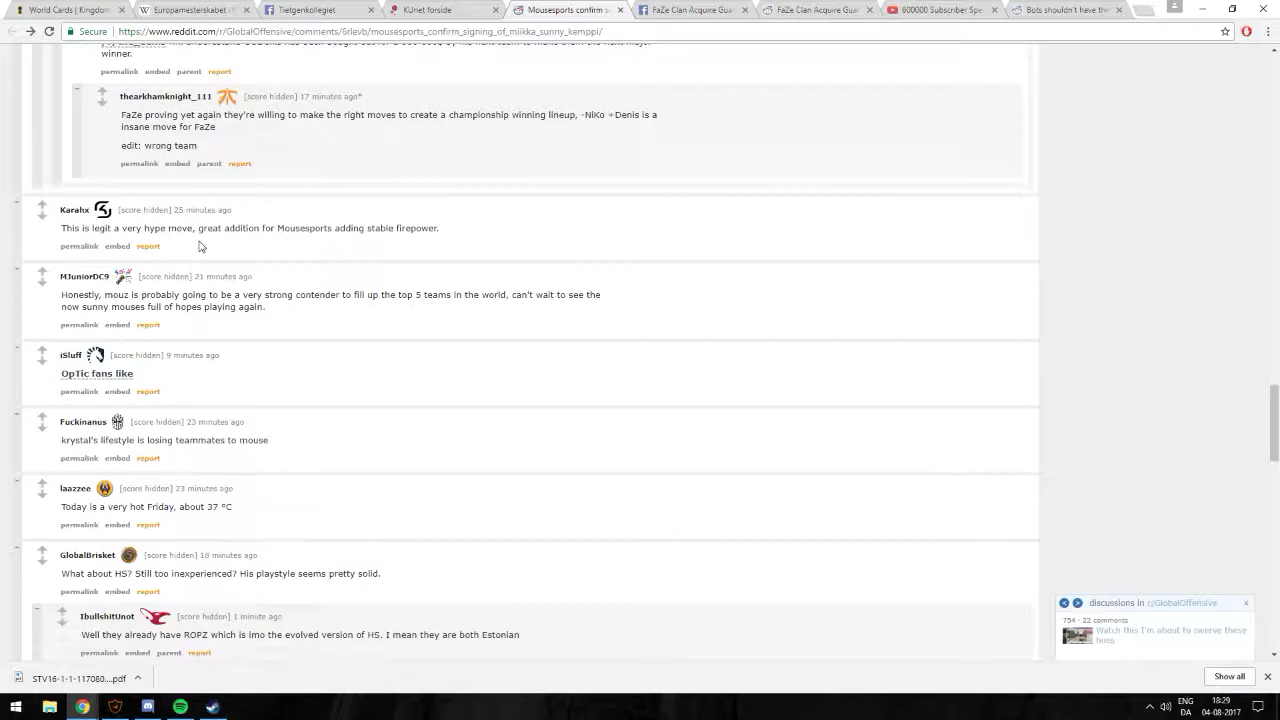 World Cards | Kingdom
Europamesterskabet i
Tietgenkollegiet
KUnet forside
Mousesports confirm s
FaZe Clan Acquire Gua
FaZe Clan Acquire Gua
600000 Subscriber Spe
Bots shouldn't have the
Secure
https://www.reddit.com/r/GlobalOffensive/comments/6rlevb/mousesports_confirm_signing_of_miikka_sunny_kemppi/
winner.
permalink embed parent report
thearkhamknight_111 [score hidden] 17 minutes ago*
FaZe proving yet again they're willing to make the right moves to create a championship winning lineup, -NiKo +Denis is a
insane move for FaZe
edit: wrong team
permalink embed parent report
Karahx [score hidden] 25 minutes ago
This is legit a very hype move, great addition for Mousesports adding stable firepower.
permalink embed report
MJuniorDC9 [score hidden] 21 minutes ago
Honestly, mouz is probably going to be a very strong contender to fill up the top 5 teams in the world, can't wait to see the
now sunny mouses full of hopes playing again.
permalink embed report
iSluff [score hidden] 9 minutes ago
OpTic fans like
permalink embed report
Fuckinanus [score hidden] 23 minutes ago
krystal's lifestyle is losing teammates to mouse
permalink embed report
laazzee [score hidden] 23 minutes ago
Today is a very hot Friday, about 37 °C
permalink embed report
GlobalBrisket [score hidden] 18 minutes ago
What about HS? Still too inexperienced? His playstyle seems pretty solid.
permalink embed report
IbullshitUnot [score hidden] 1 minute ago
Well they already have ROPZ which is imo the evolved version of HS. I mean they are both Estonian
permalink embed parent report
discussions in r/GlobalOffensive x
754 - 22 comments
Watch this I'm about to swerve these
hoes
STV16-1-1-117080....pdf
Show all
ENG
DA
18:29
04-08-2017